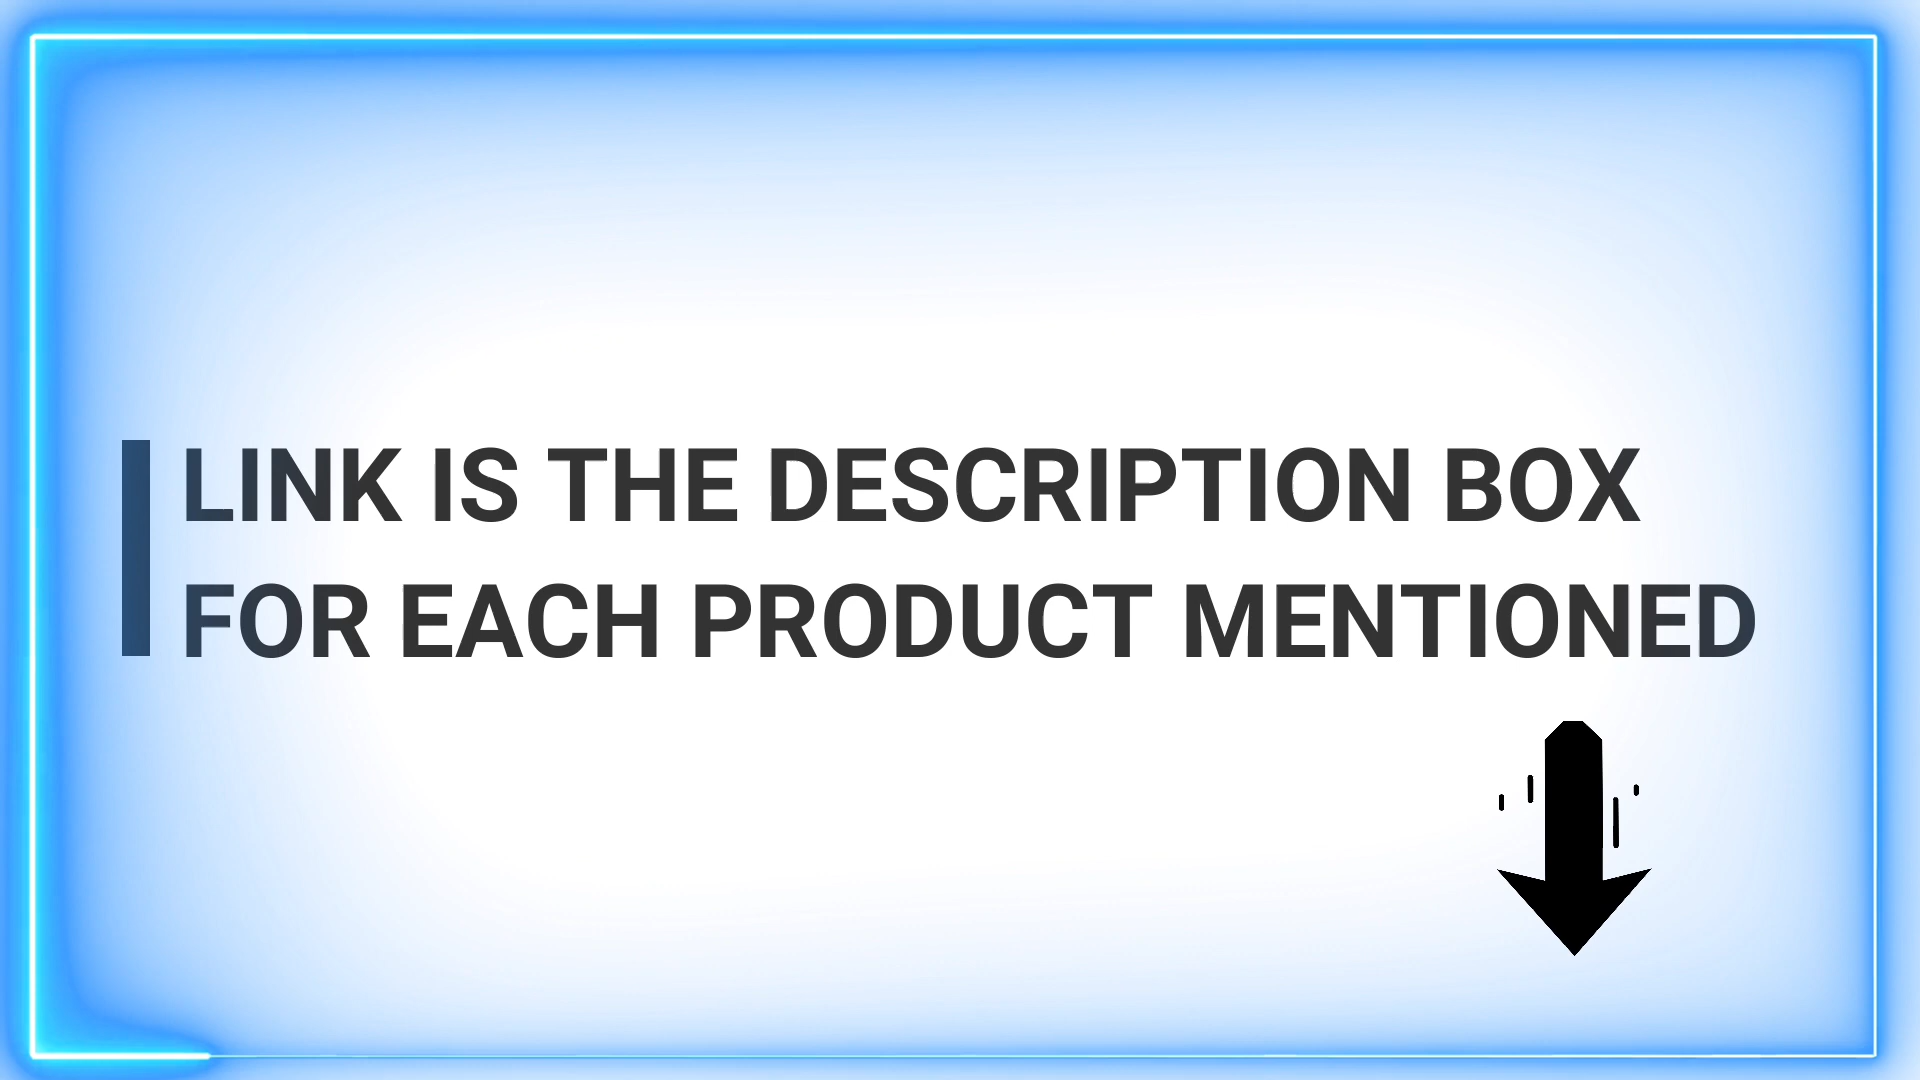 LINK IS THE DESCRIPTION BOX
FOR EACH PRODUCT MENTIONED